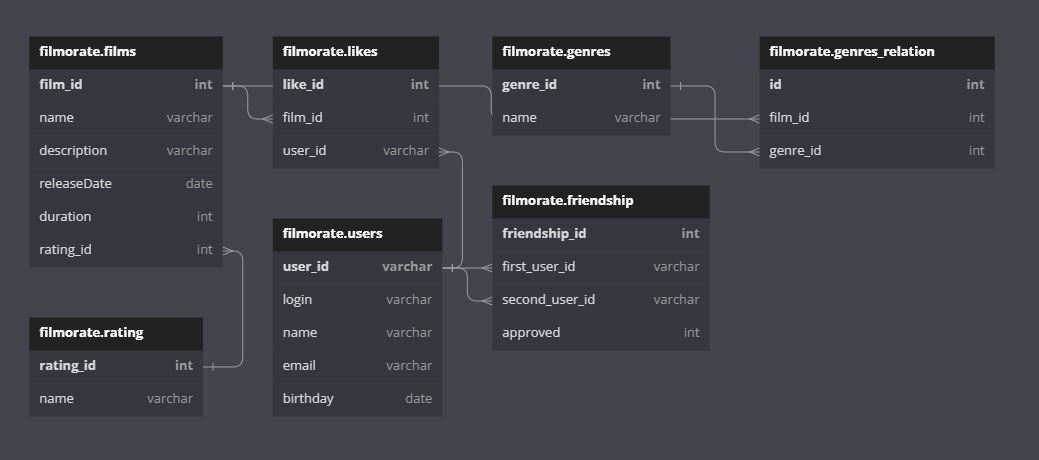 filmorate.films
film_id int
name varchar
description varchar
releaseDate date
duration int
rating_id int
filmorate.likes
like_id int
film_id int
user_id varchar
filmorate.genres
genre_id int
name varchar
filmorate.genres_relation
id int
film_id int
genre_id int
filmorate.friendship
friendship_id int
first_user_id varchar
second_user_id varchar
approved int
filmorate.users
user_id varchar
login varchar
name varchar
email varchar
birthday date
filmorate.rating
rating_id int
name varchar